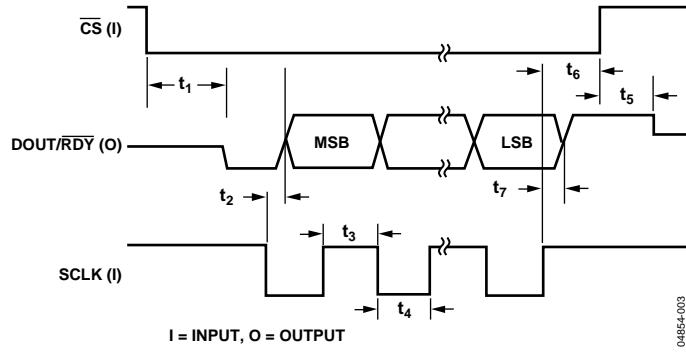 CS (I)
t1
t6
t5
DOUT/RDY (O)
MSB
LSB
t2
t7
t3
SCLK (I)
t4
I = INPUT, O = OUTPUT
04854-003